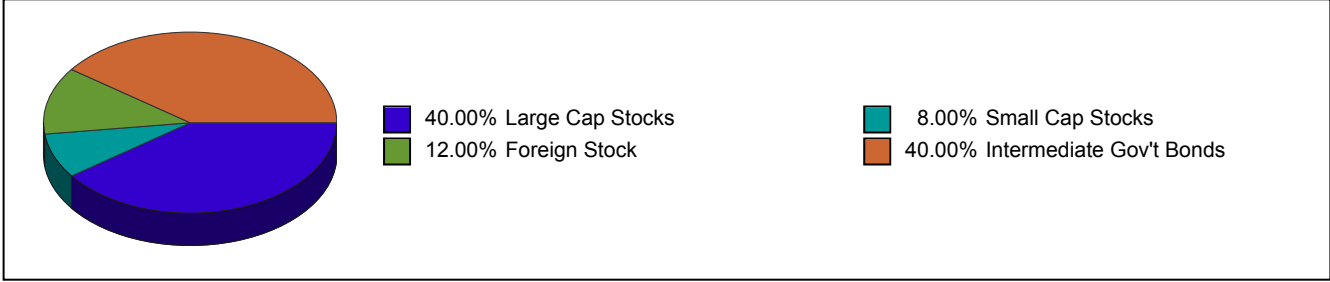 40.00% Large Cap Stocks
8.00% Small Cap Stocks
12.00% Foreign Stock
40.00% Intermediate Gov't Bonds